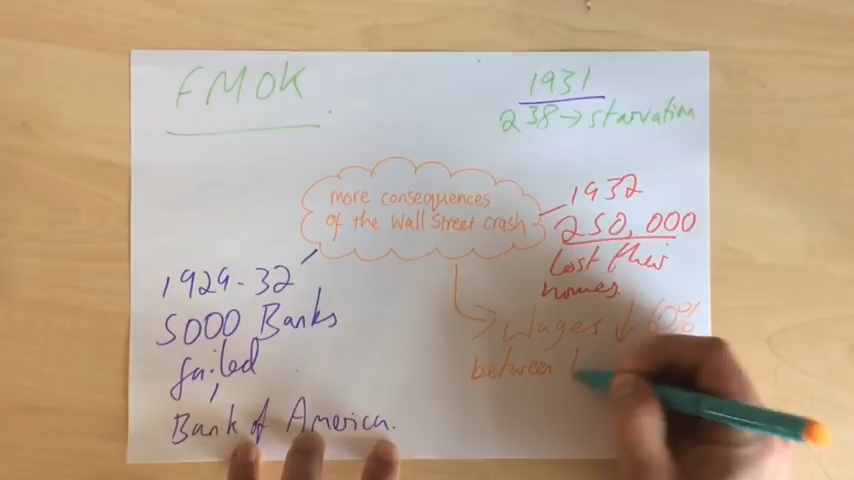 FMOK
1931
238 → starvation
more consequences
of the Wall Street crash
1932
250,000
Lost their
homes.
1929-32
5000 Banks
failed
Bank of America.
Wages ↓ 60%
between